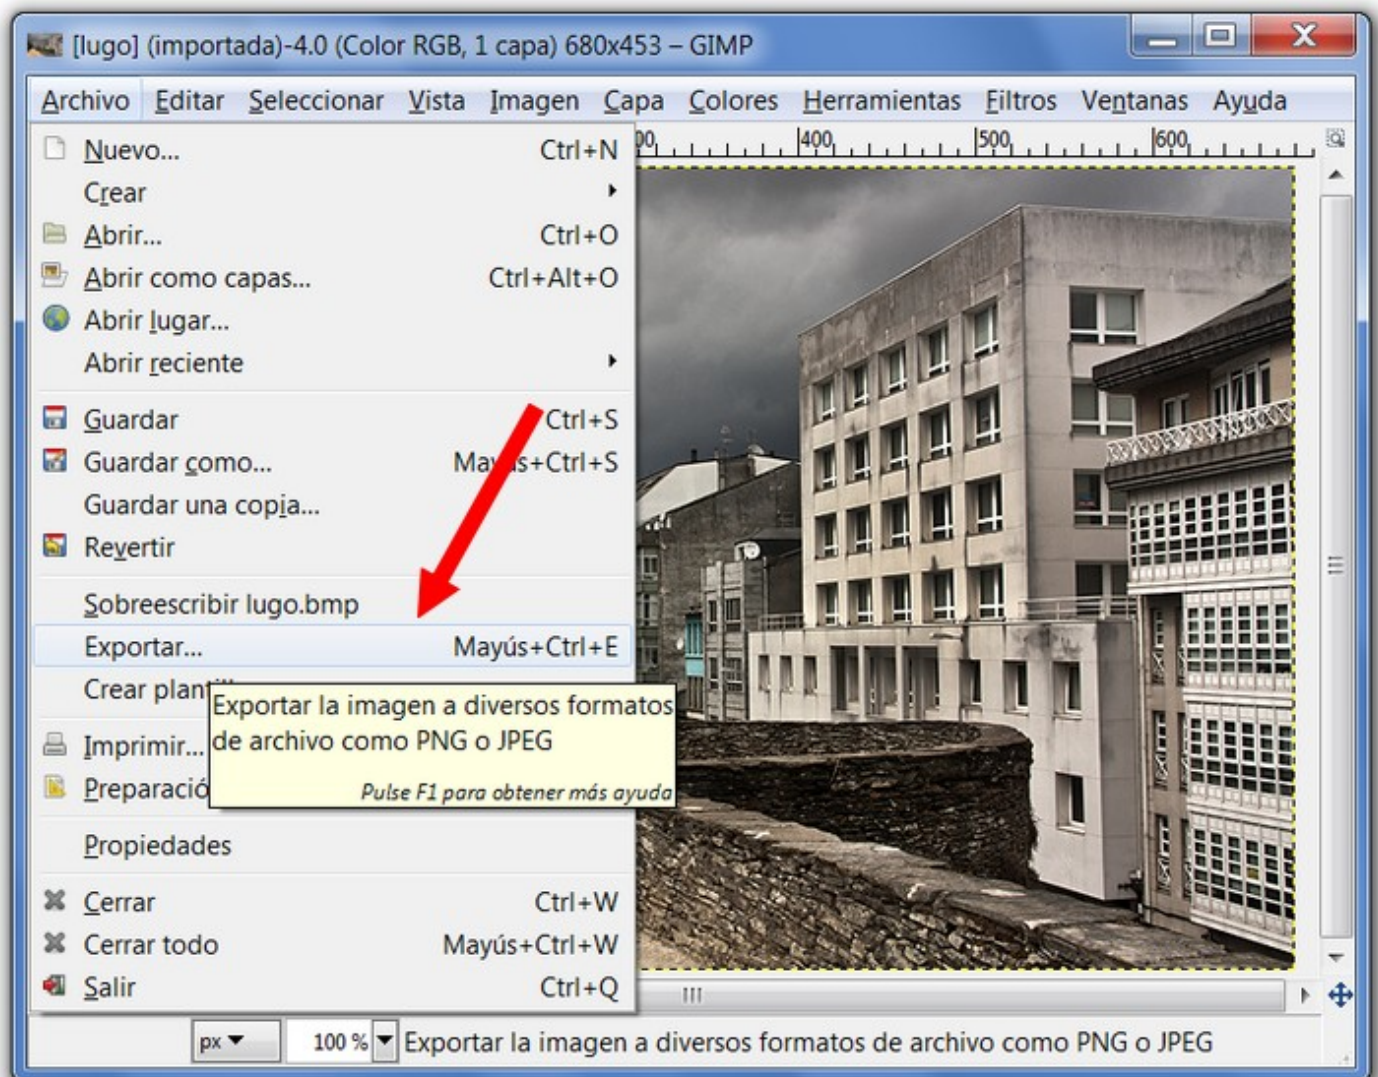 [lugo] (importada)-4.0 (Color RGB, 1 capa) 680x453 – GIMP
Archivo Editar Seleccionar Vista Imagen Capa Colores Herramientas Filtros Ventanas Ayuda
400 500 600
Nuevo... Ctrl+N
Crear
Abrir... Ctrl+O
Abrir como capas... Ctrl+Alt+O
Abrir lugar...
Abrir reciente
Guardar Ctrl+S
Guardar como... Mayús+Ctrl+S
Guardar una copia...
Revertir
Sobreescribir lugo.bmp
Exportar... Mayús+Ctrl+E
Crear
Exportar la imagen a diversos formatos
de archivo como PNG o JPEG
Pulse F1 para obtener más ayuda
Imprimir...
Propiedades
Cerrar Ctrl+W
Cerrar todo Mayús+Ctrl+W
Salir Ctrl+Q
px 100 % Exportar la imagen a diversos formatos de archivo como PNG o JPEG